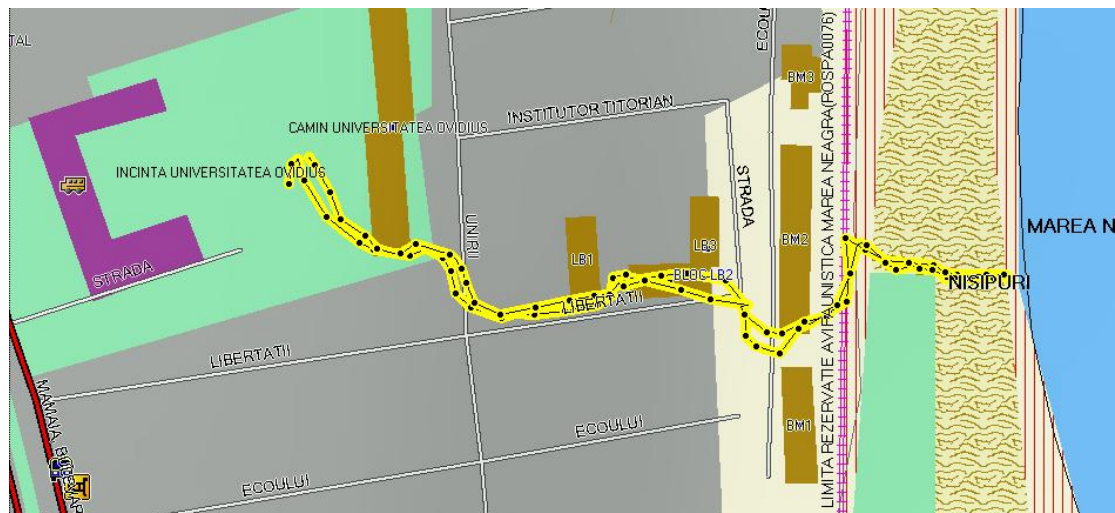 TAL
ECOU
BM3
INSTITUTOR TITORIAN
CAMIN UNIVERSITATEA OVIDIUS
INCINTA UNIVERSITATEA OVIDIUS
STRADA
UNIRII
STRADA
LIMITA REZERVATIE AVIFAUNISTICA MAREA NEAGRA(ROSPA0076)
BM2
MAREA N
LB1
LB3
BLOC LB2
NISIPURI
LIBERTATII
LIBERTATII
MAMAIA,
BM1
ECOULUI
ECOULUI